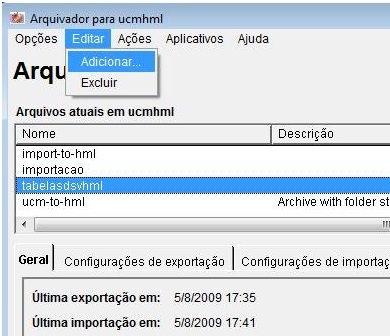 Arquivador para ucmhml
Opções Editar Ações Aplicativos Ajuda
Adicionar...
Arqu
Excluir
Arquivos atuais em ucmhml
Nome Descrição
import-to-hml
importacao
tabelasdsvhml
ucm-to-hml Archive with folder st
Geral Configurações de exportação Configurações de importaç
Última exportação em: 5/8/2009 17:35
Última importação em: 5/8/2009 17:41